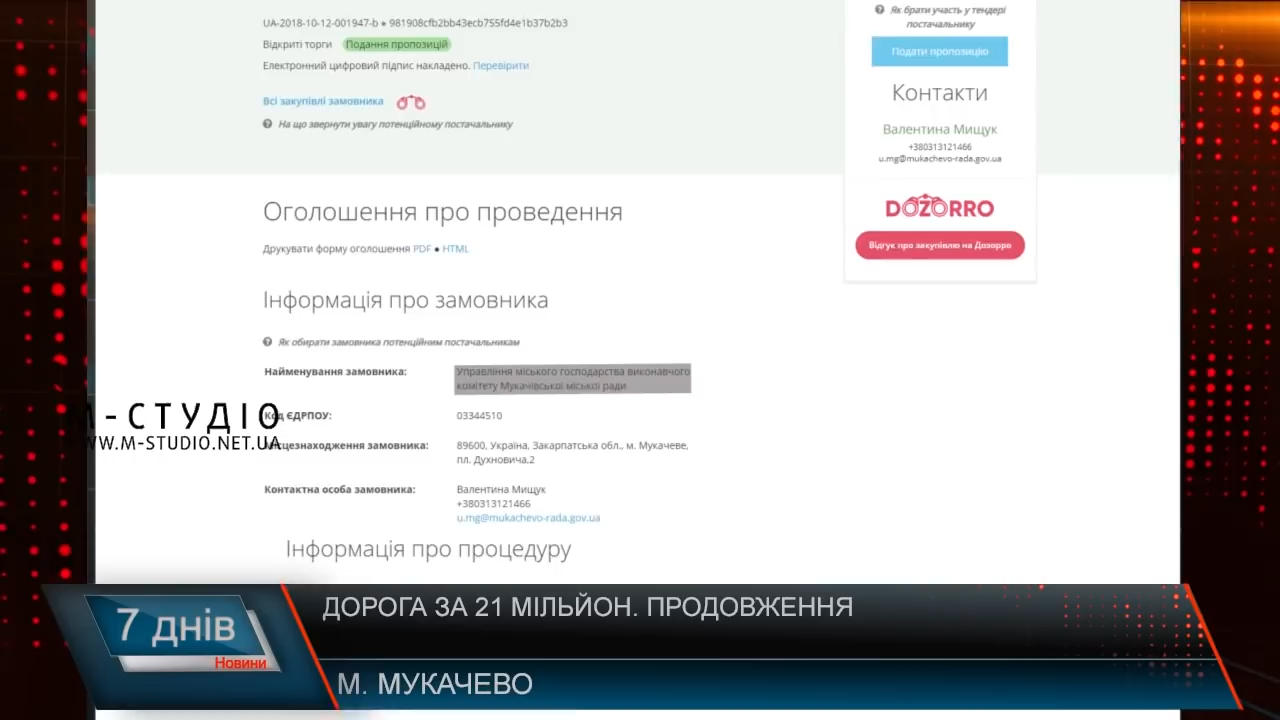 UA-2018-10-12-001947-b ● 981908cfb2bb43ecb755fd4e1b37b2b3
Відкриті торги Подання пропозицій
Електронний цифровий підпис накладено. Перевірити
Всі закупівлі замовника
На що звернути увагу потенційному постачальнику
Як брати участь у тендері
постачальнику
Подати пропозицію
Контакти
Валентина Мищук
+380313121466
u.mg@mukachevo-rada.gov.ua
DOZORRO
Відгук про закупівлю на Дозорро
Оголошення про проведення
Друкувати форму оголошення PDF ● HTML
Інформація про замовника
Як обирати замовника потенційним постачальникам
Найменування замовника: Управління міського господарства виконавчого
комітету Мукачівської міської ради
Код ЄДРПОУ: 03344510
Місцезнаходження замовника: 89600, Україна, Закарпатська обл., м. Мукачеве,
пл. Духновича,2
Контактна особа замовника: Валентина Мищук
+380313121466
u.mg@mukachevo-rada.gov.ua
Інформація про процедуру
М-СТУДІО
WWW.M-STUDIO.NET.UA
7 днів
Новини
ДОРОГА ЗА 21 МІЛЬЙОН. ПРОДОВЖЕННЯ
М. МУКАЧЕВО